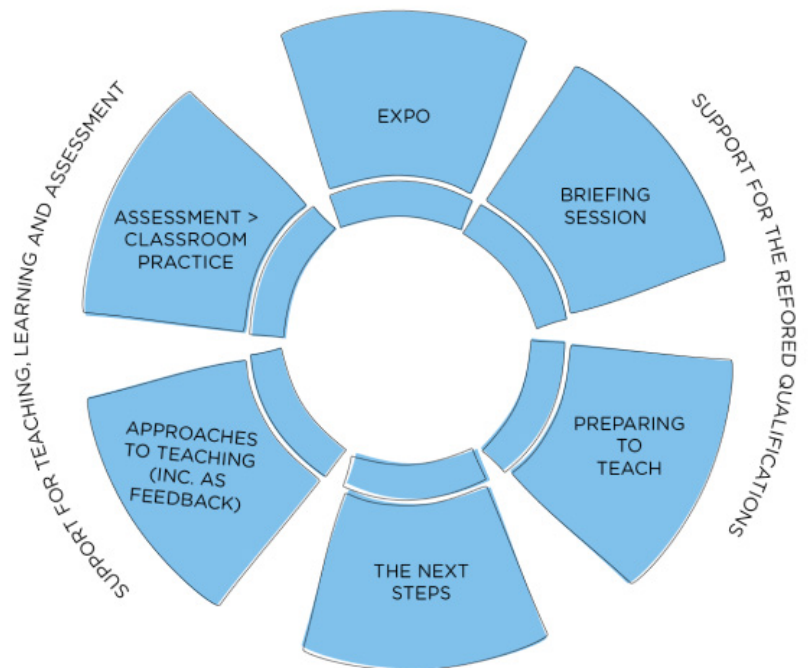 EXPO
BRIEFING
SESSION
PREPARING
TO
TEACH
THE NEXT
STEPS
APPROACHES
TO TEACHING
(INC. AS
FEEDBACK)
ASSESSMENT >
CLASSROOM
PRACTICE
SUPPORT FOR TEACHING, LEARNING AND ASSESSMENT
SUPPORT FOR THE REFORED QUALIFICATIONS